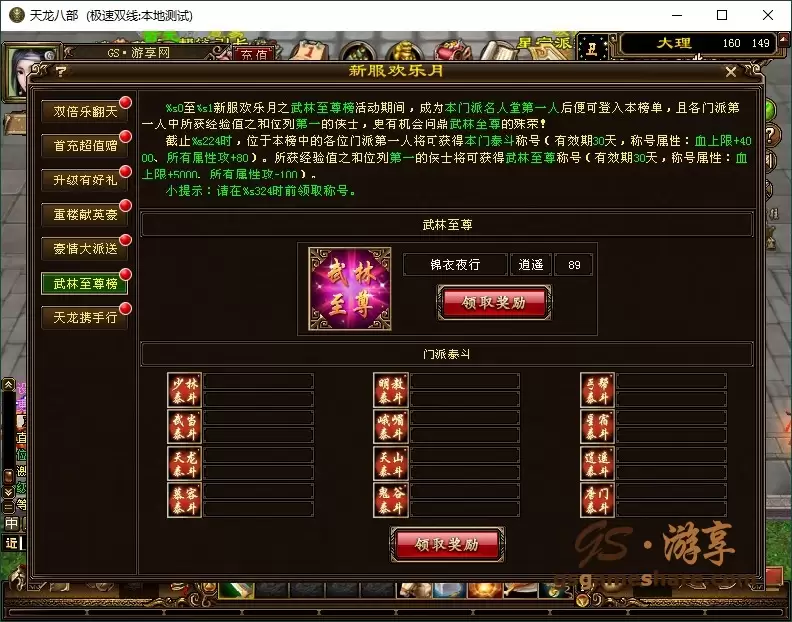 天龙八部 (极速双线:本地测试)
GS·游享网
充值
星宿派
丑
大理 160 149
?
新服欢乐月
双倍乐翻天
首充超值赠
升级有好礼
重楼献英豪
豪情大派送
武林至尊榜
天龙携手行
%s0至%s1新服欢乐月之武林至尊榜活动期间，成为本门派名人堂第一人后便可登入本榜单，且各门派第
一人中所获经验值之和位列第一的侠士，更有机会问鼎武林至尊的殊荣！
截止%s224时，位于本榜中的各位门派第一人将可获得本门泰斗称号（有效期30天，称号属性：血上限+40
00、所有属性攻+80）。所获经验值之和位列第一的侠士将可获得武林至尊称号（有效期30天，称号属性：血
上限+5000、所有属性攻-100）。
小提示：请在%s324时前领取称号。
武林至尊
武林
至尊
锦衣夜行 逍遥 89
领取奖励
门派泰斗
少林泰斗 明教泰斗 丐帮泰斗
武当泰斗 峨嵋泰斗 星宿泰斗
天龙泰斗 天山泰斗 逍遥泰斗
慕容泰斗 鬼谷泰斗 唐门泰斗
领取奖励
GS·游享
中
近